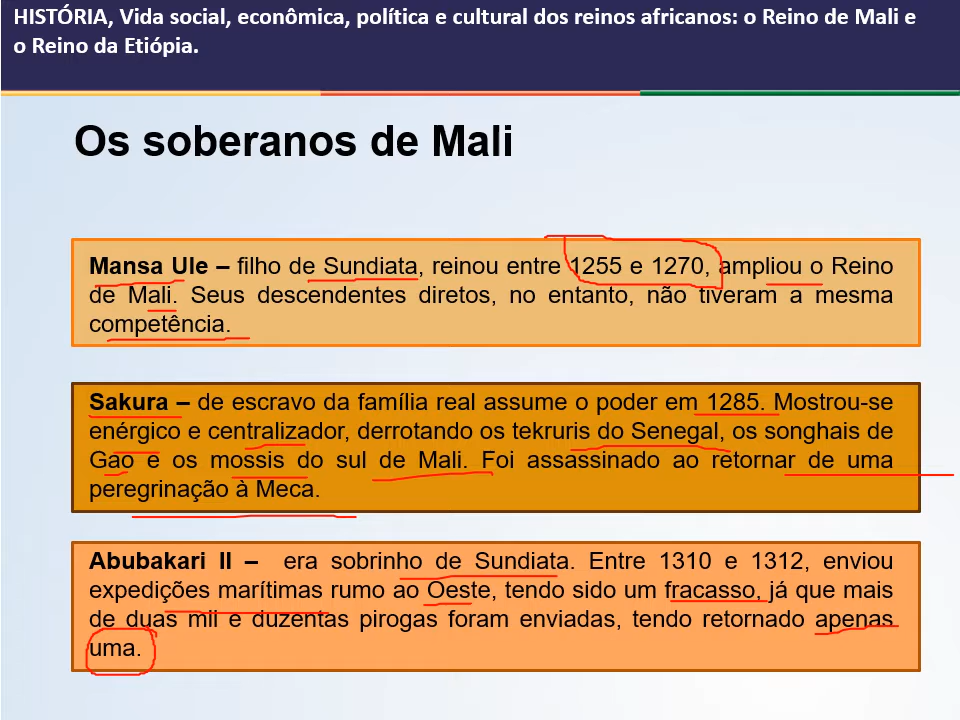 HISTÓRIA, Vida social, econômica, política e cultural dos reinos africanos: o Reino de Mali e
o Reino da Etiópia.
Os soberanos de Mali
Mansa Ule – filho de Sundiata, reinou entre 1255 e 1270, ampliou o Reino
de Mali. Seus descendentes diretos, no entanto, não tiveram a mesma
competência.
Sakura – de escravo da família real assume o poder em 1285. Mostrou-se
enérgico e centralizador, derrotando os tekruris do Senegal, os songhais de
Gao e os mossis do sul de Mali. Foi assassinado ao retornar de uma
peregrinação à Meca.
Abubakari II – era sobrinho de Sundiata. Entre 1310 e 1312, enviou
expedições marítimas rumo ao Oeste, tendo sido um fracasso, já que mais
de duas mil e duzentas pirogas foram enviadas, tendo retornado apenas
uma.